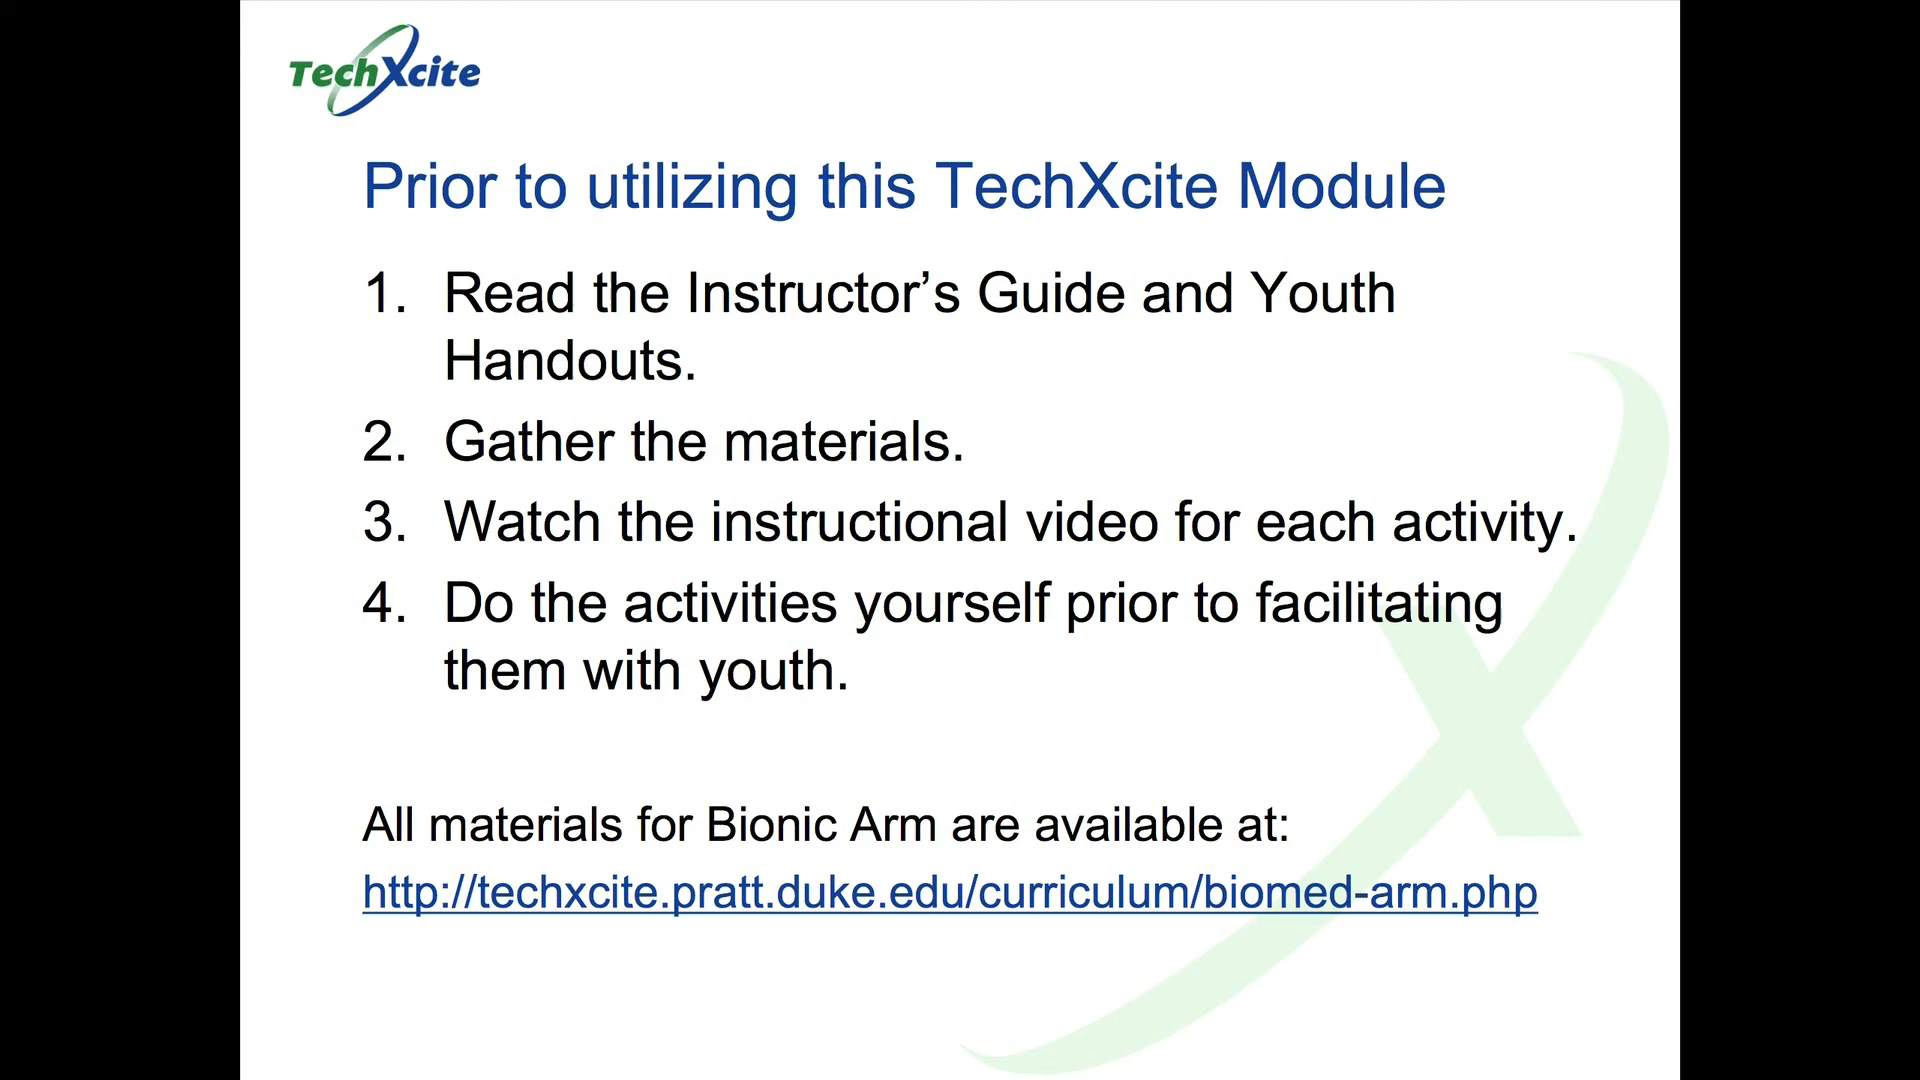 TechXcite
Prior to utilizing this TechXcite Module
1. Read the Instructor’s Guide and Youth
Handouts.
2. Gather the materials.
3. Watch the instructional video for each activity.
4. Do the activities yourself prior to facilitating
them with youth.
All materials for Bionic Arm are available at:
http://techxcite.pratt.duke.edu/curriculum/biomed-arm.php